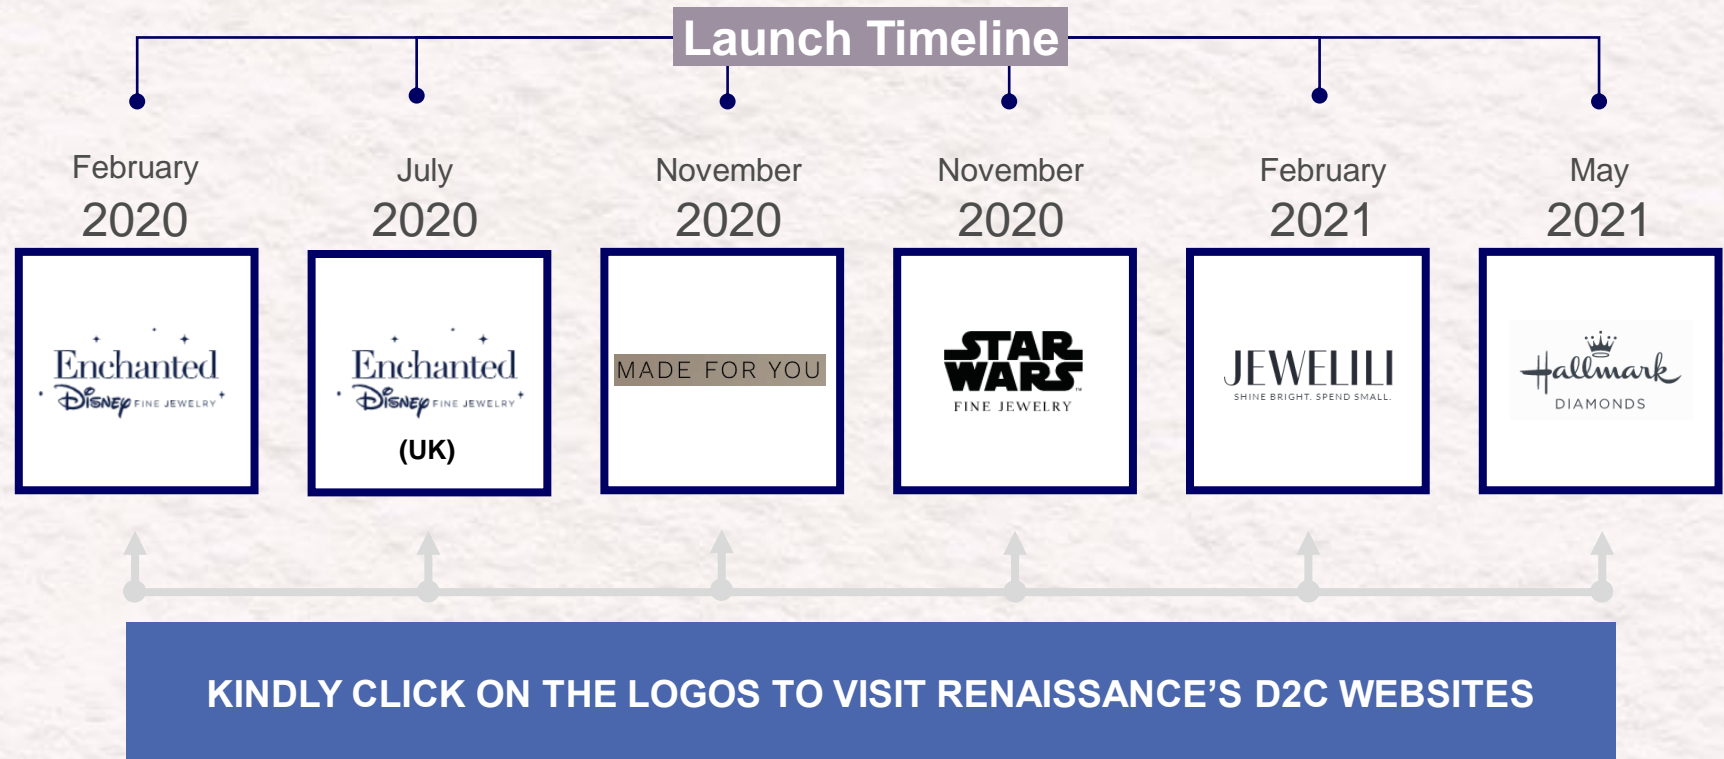 Launch Timeline
February
2020
July
2020
November
2020
November
2020
February
2021
May
2021
Enchanted
Disney FINE JEWELRY
Enchanted
Disney FINE JEWELRY
(UK)
MADE FOR YOU
STAR
WARS
FINE JEWELRY
JEWELILI
SHINE BRIGHT. SPEND SMALL.
Hallmark
DIAMONDS
KINDLY CLICK ON THE LOGOS TO VISIT RENAISSANCE’S D2C WEBSITES